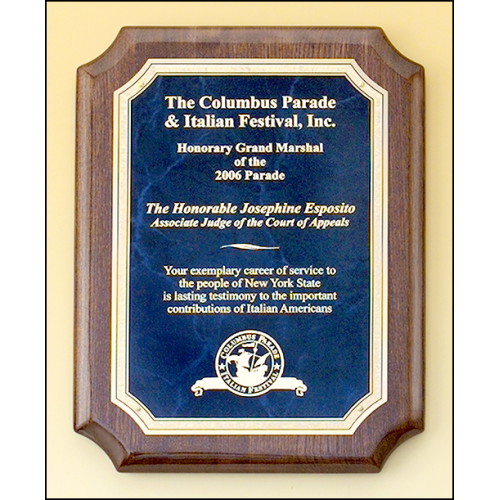 The Columbus Parade
& Italian Festival, Inc.
Honorary Grand Marshal
of the
2006 Parade
The Honorable Josephine Esposito
Associate Judge of the Court of Appeals
Your exemplary career of service to
the people of New York State
is lasting testimony to the important
contributions of Italian Americans
COLUMBUS PARADE
ITALIAN FESTIVAL